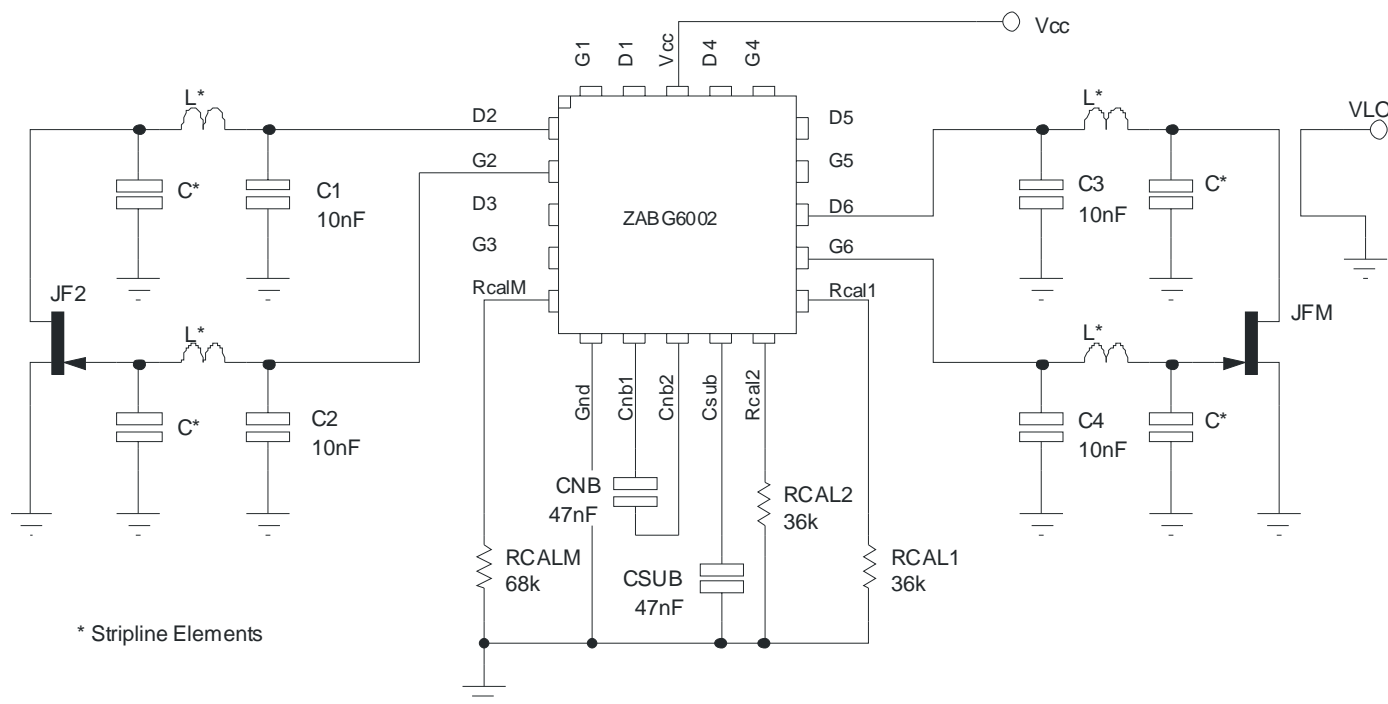 Vcc
G1
D1
Vcc
D4
G4
L*
L*
VLO
D2
D5
G2
G5
C*
C1
10nF
C3
10nF
C*
D3
ZABG6002
D6
G3
G6
JF2
RcalM
Rcal1
JFM
L*
L*
Gnd
Cnb1
Cnb2
Csub
Rcal2
C*
C2
10nF
C4
10nF
C*
CNB
47nF
RCAL2
36k
RCALM
68k
CSUB
47nF
RCAL1
36k
* Stripline Elements